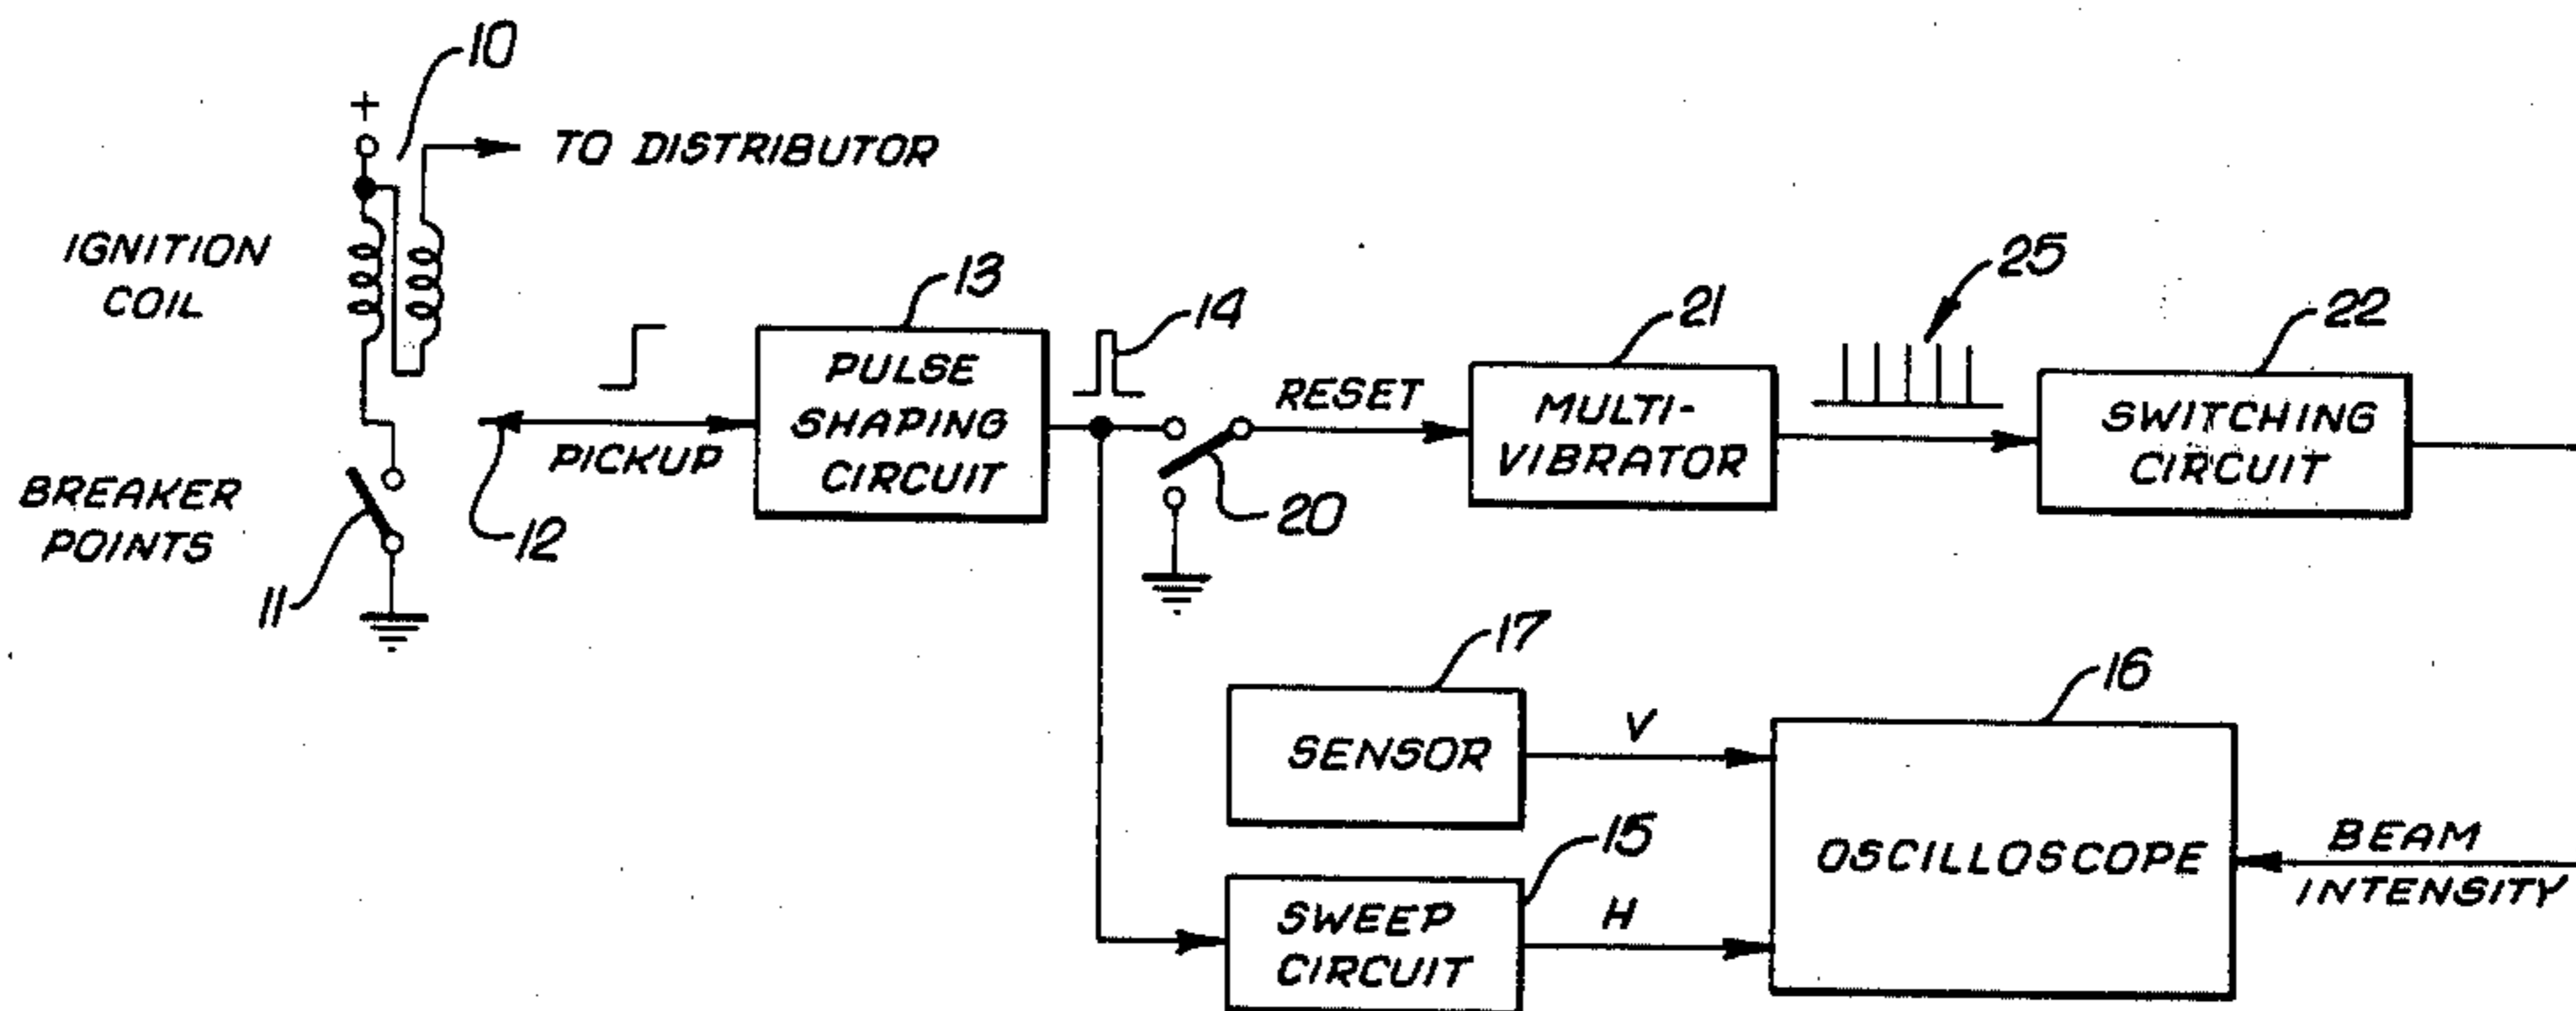 10
+
TO DISTRIBUTOR
IGNITION
COIL
13
PULSE
SHAPING
CIRCUIT
14
PICKUP
12
BREAKER
POINTS
11
20
RESET
21
MULTI-
VIBRATOR
25
22
SWITCHING
CIRCUIT
17
SENSOR
V
16
OSCILLOSCOPE
15
SWEEP
CIRCUIT
H
BEAM
INTENSITY